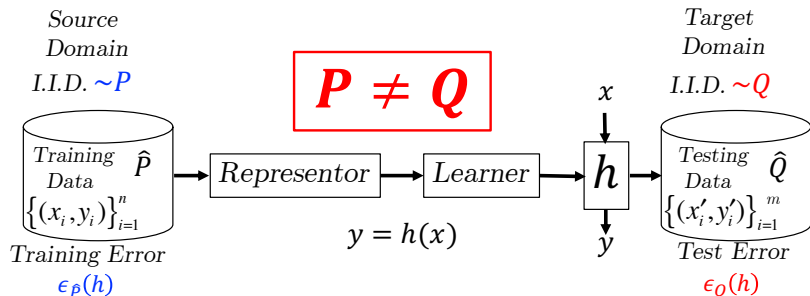 Source
Domain
I.I.D. ~P
Training
Data
P̂
{(xᵢ, yᵢ)}ⁿᵢ₌₁
Training Error
ϵ_P̂(h)
P ≠ Q
Representor
Learner
y = h(x)
x
h
y
Target
Domain
I.I.D. ~Q
Testing
Data
Q̂
{(x′ᵢ, y′ᵢ)}ᵐᵢ₌₁
Test Error
ϵ_Q(h)